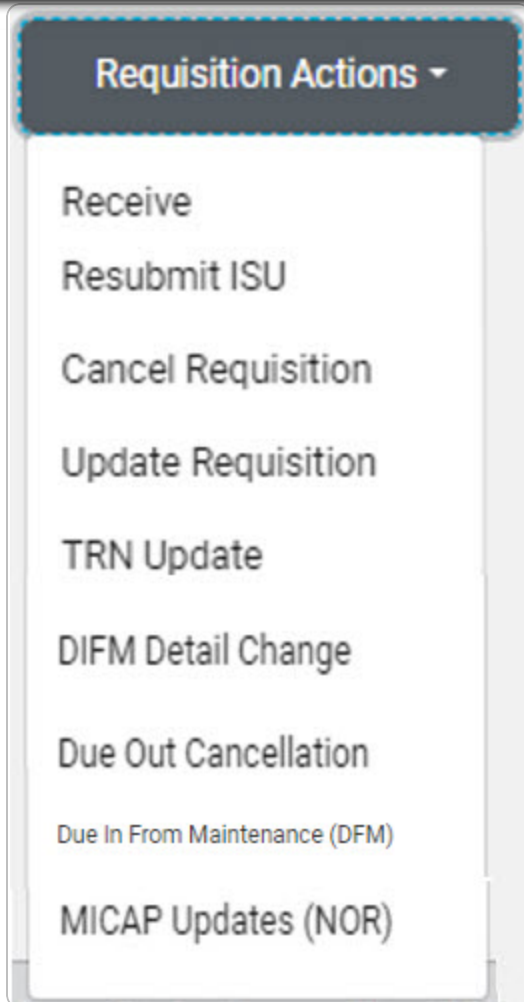 Requisition Actions
Receive
Resubmit ISU
Cancel Requisition
Update Requisition
TRN Update
DIFM Detail Change
Due Out Cancellation
Due In From Maintenance (DFM)
MICAP Updates (NOR)